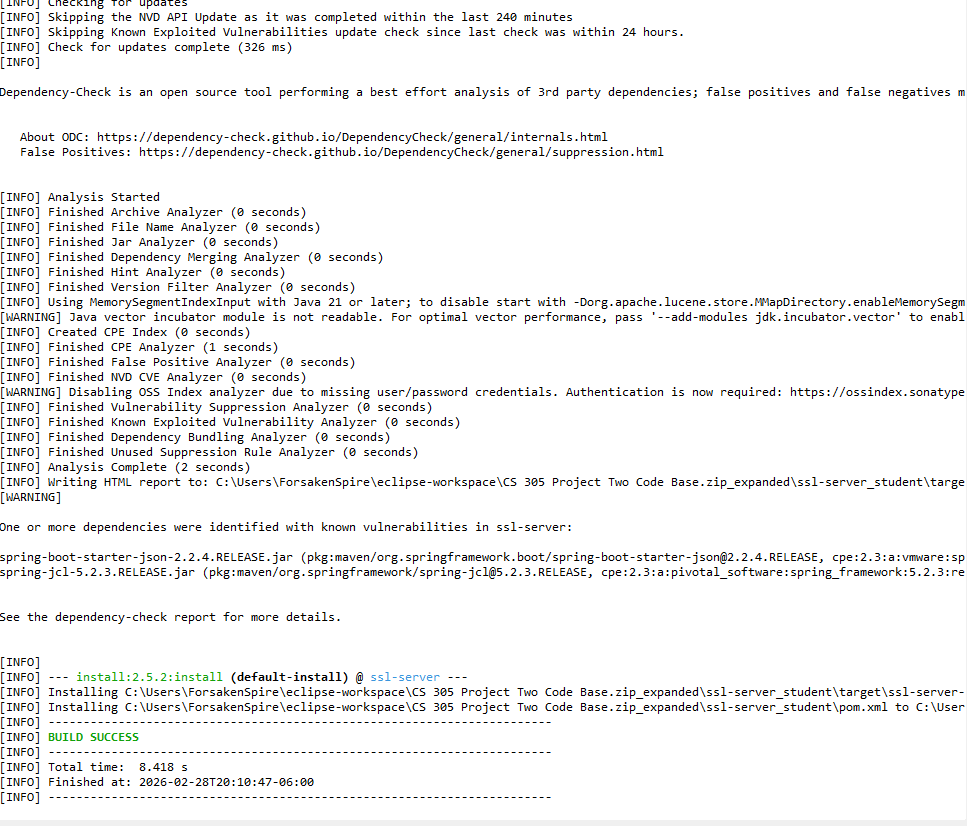 [INFO] Checking for updates
[INFO] Skipping the NVD API Update as it was completed within the last 240 minutes
[INFO] Skipping Known Exploited Vulnerabilities update check since last check was within 24 hours.
[INFO] Check for updates complete (326 ms)
[INFO]
Dependency-Check is an open source tool performing a best effort analysis of 3rd party dependencies; false positives and false negatives m
About ODC: https://dependency-check.github.io/DependencyCheck/general/internals.html
False Positives: https://dependency-check.github.io/DependencyCheck/general/suppression.html
[INFO] Analysis Started
[INFO] Finished Archive Analyzer (0 seconds)
[INFO] Finished File Name Analyzer (0 seconds)
[INFO] Finished Jar Analyzer (0 seconds)
[INFO] Finished Dependency Merging Analyzer (0 seconds)
[INFO] Finished Hint Analyzer (0 seconds)
[INFO] Finished Version Filter Analyzer (0 seconds)
[INFO] Using MemorySegmentIndexInput with Java 21 or later; to disable start with -Dorg.apache.lucene.store.MMapDirectory.enableMemorySegm
[WARNING] Java vector incubator module is not readable. For optimal vector performance, pass '--add-modules jdk.incubator.vector' to enabl
[INFO] Created CPE Index (0 seconds)
[INFO] Finished CPE Analyzer (1 seconds)
[INFO] Finished False Positive Analyzer (0 seconds)
[INFO] Finished NVD CVE Analyzer (0 seconds)
[WARNING] Disabling OSS Index analyzer due to missing user/password credentials. Authentication is now required: https://ossindex.sonatype
[INFO] Finished Vulnerability Suppression Analyzer (0 seconds)
[INFO] Finished Known Exploited Vulnerability Analyzer (0 seconds)
[INFO] Finished Dependency Bundling Analyzer (0 seconds)
[INFO] Finished Unused Suppression Rule Analyzer (0 seconds)
[INFO] Analysis Complete (2 seconds)
[INFO] Writing HTML report to: C:\Users\ForsakenSpire\eclipse-workspace\CS 305 Project Two Code Base.zip_expanded\ssl-server_student\targe
[WARNING]
One or more dependencies were identified with known vulnerabilities in ssl-server:
spring-boot-starter-json-2.2.4.RELEASE.jar (pkg:maven/org.springframework.boot/spring-boot-starter-json@2.2.4.RELEASE, cpe:2.3:a:vmware:sp
spring-jcl-5.2.3.RELEASE.jar (pkg:maven/org.springframework/spring-jcl@5.2.3.RELEASE, cpe:2.3:a:pivotal_software:spring_framework:5.2.3:re
See the dependency-check report for more details.
[INFO]
[INFO] --- install:2.5.2:install (default-install) @ ssl-server ---
[INFO] Installing C:\Users\ForsakenSpire\eclipse-workspace\CS 305 Project Two Code Base.zip_expanded\ssl-server_student\target\ssl-server-
[INFO] Installing C:\Users\ForsakenSpire\eclipse-workspace\CS 305 Project Two Code Base.zip_expanded\ssl-server_student\pom.xml to C:\User
[INFO] ------------------------------------------------------------------------
[INFO] BUILD SUCCESS
[INFO] ------------------------------------------------------------------------
[INFO] Total time:  8.418 s
[INFO] Finished at: 2026-02-28T20:10:47-06:00
[INFO] ------------------------------------------------------------------------